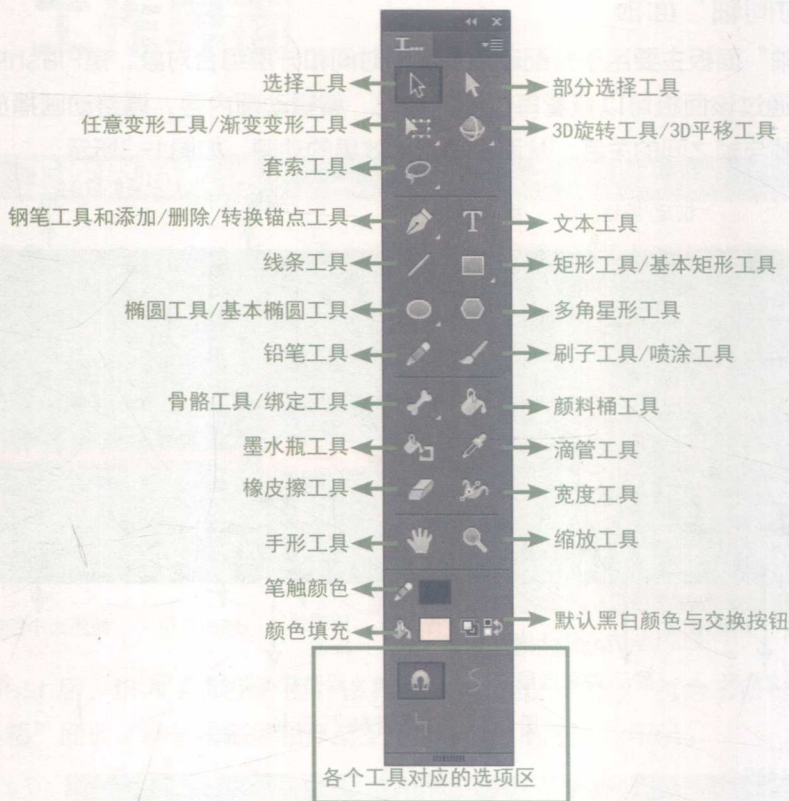 工...
选择工具
部分选择工具
任意变形工具/渐变变形工具
3D旋转工具/3D平移工具
套索工具
钢笔工具和添加/删除/转换锚点工具
T
文本工具
线条工具
矩形工具/基本矩形工具
椭圆工具/基本椭圆工具
多角星形工具
铅笔工具
刷子工具/喷涂工具
骨骼工具/绑定工具
颜料桶工具
墨水瓶工具
滴管工具
橡皮擦工具
宽度工具
手形工具
缩放工具
笔触颜色
颜色填充
默认黑白颜色与交换按钮
各个工具对应的选项区